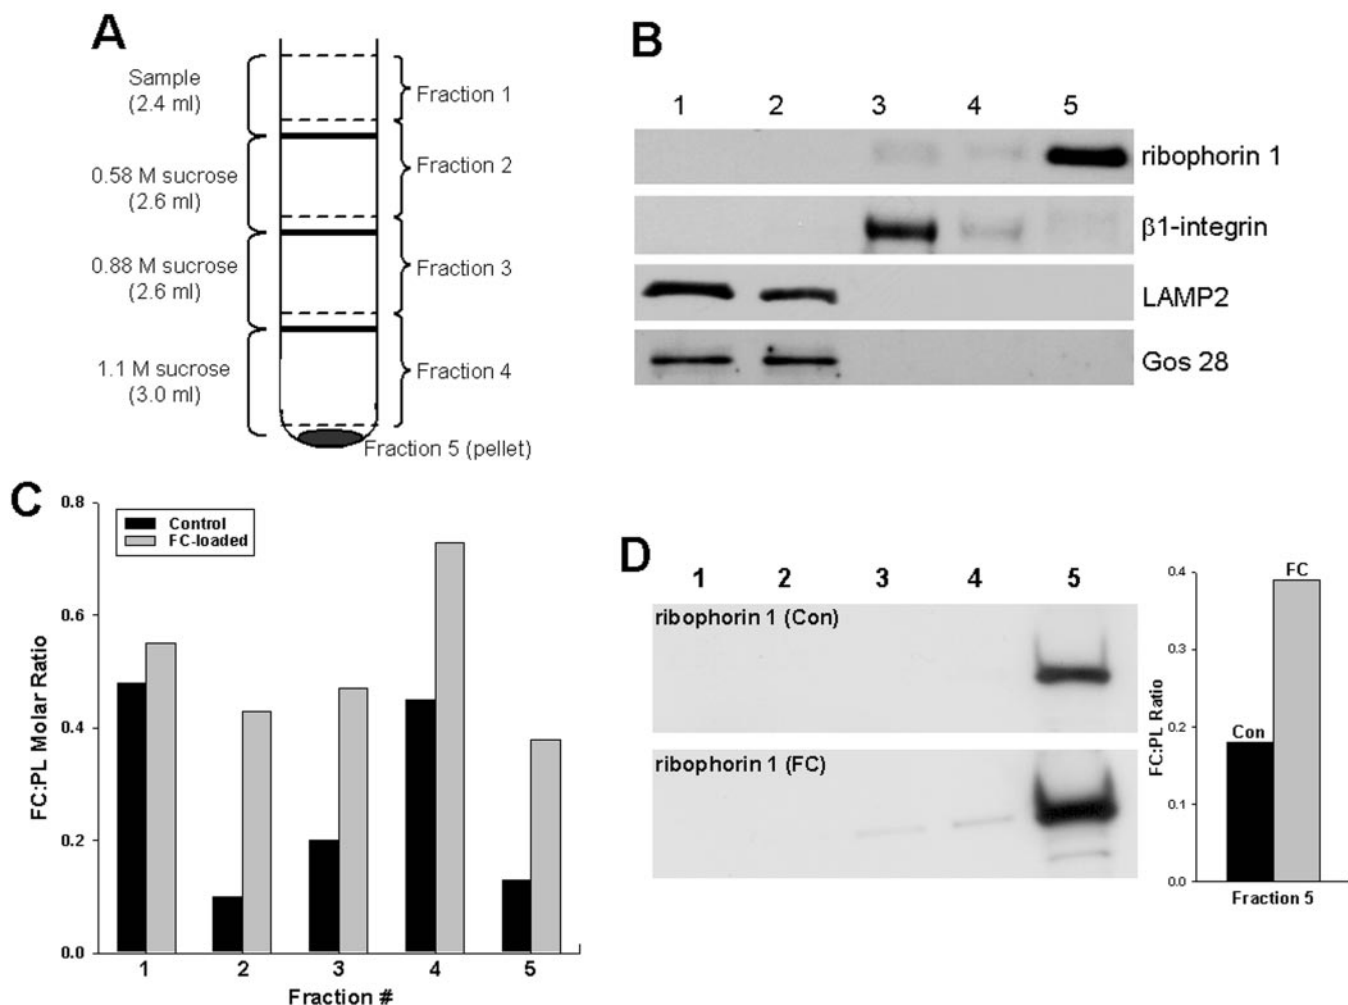 A
Sample
(2.4 ml)
0.58 M sucrose
(2.6 ml)
0.88 M sucrose
(2.6 ml)
1.1 M sucrose
(3.0 ml)
Fraction 1
Fraction 2
Fraction 3
Fraction 4
Fraction 5 (pellet)
B
1 2 3 4 5
ribophorin 1
β1-integrin
LAMP2
Gos 28
C
Control
FC-loaded
FC:PL Molar Ratio
0.8
0.6
0.4
0.2
0.0
1 2 3 4 5
Fraction #
D
1 2 3 4 5
ribophorin 1 (Con)
ribophorin 1 (FC)
FC:PL Ratio
0.4
0.3
0.2
0.1
0.0
Con
FC
Fraction 5